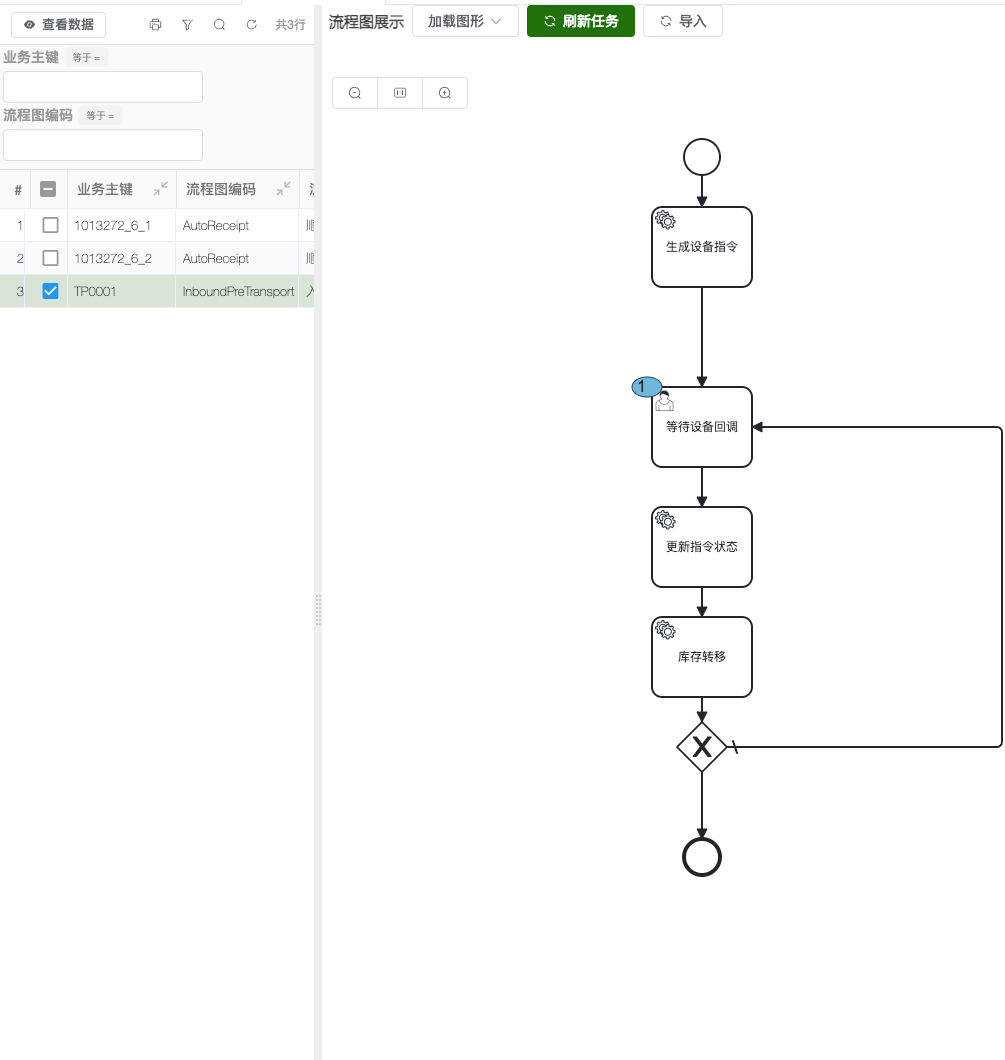 查看数据 共3行
业务主键 等于 =
流程图编码 等于 =
# 业务主键 流程图编码
1 1013272_6_1 AutoReceipt
2 1013272_6_2 AutoReceipt
3 TP0001 InboundPreTransport 入
流程图展示 加载图形 刷新任务 导入
生成设备指令
1
等待设备回调
更新指令状态
库存转移
X